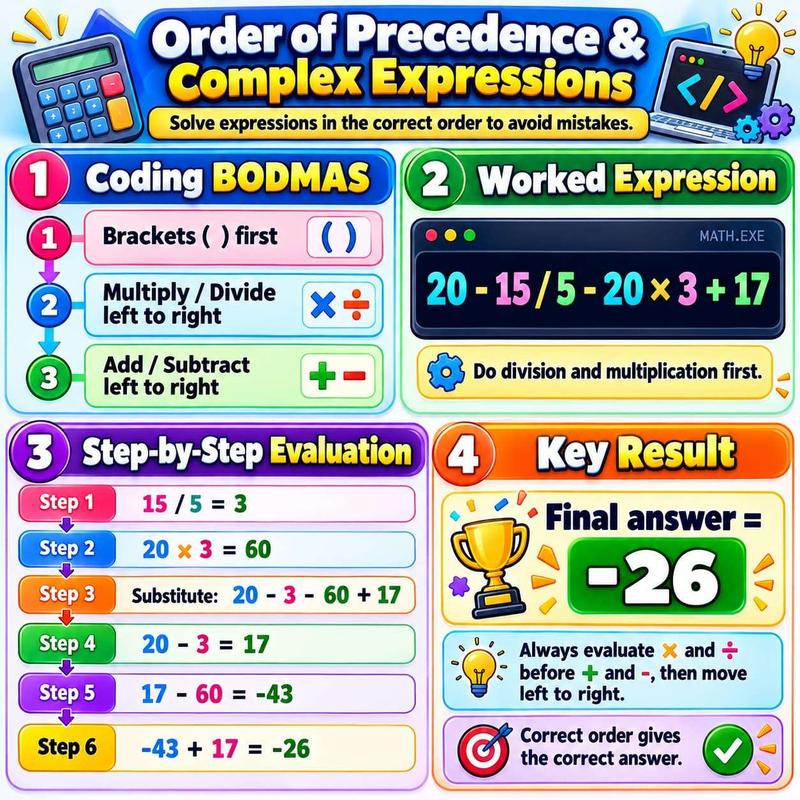 Order of Precedence &
Complex Expressions
Solve expressions in the correct order to avoid mistakes.
</>
1 Coding BODMAS
1 Brackets ( ) first ( )
2 Multiply / Divide
left to right × ÷
3 Add / Subtract
left to right + -
2 Worked Expression
MATH.EXE
20 - 15 / 5 - 20 × 3 + 17
Do division and multiplication first.
3 Step-by-Step Evaluation
Step 1 15 / 5 = 3
Step 2 20 × 3 = 60
Step 3 Substitute: 20 - 3 - 60 + 17
Step 4 20 - 3 = 17
Step 5 17 - 60 = -43
Step 6 -43 + 17 = -26
4 Key Result
Final answer =
-26
Always evaluate × and ÷
before + and -, then move
left to right.
Correct order gives
the correct answer.